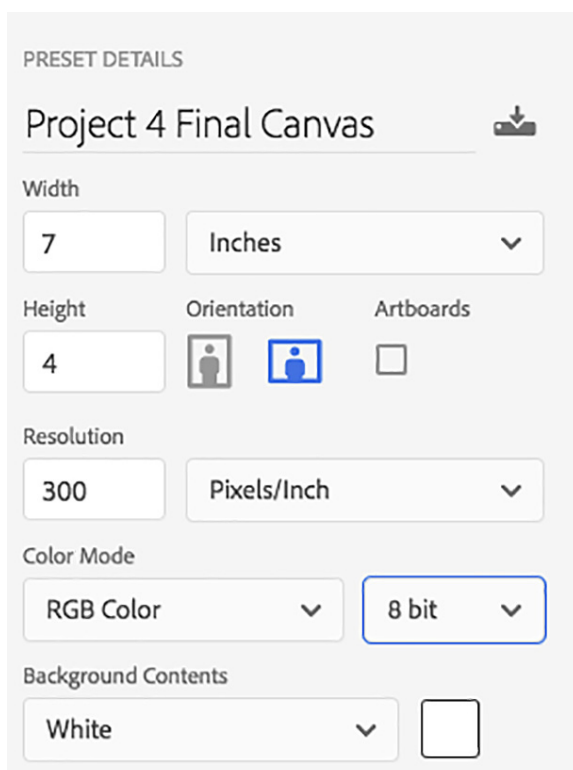 PRESET DETAILS
Project 4 Final Canvas
Width
7 Inches
Height Orientation Artboards
4
Resolution
300 Pixels/Inch
Color Mode
RGB Color 8 bit
Background Contents
White